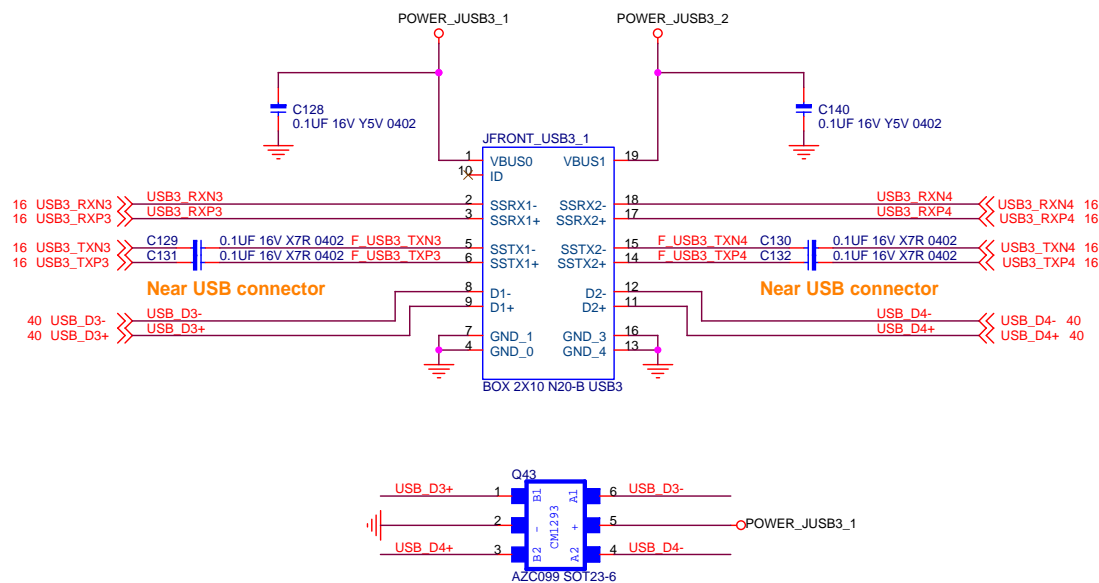 POWER_JUSB3_1
POWER_JUSB3_2
C128
0.1UF 16V Y5V 0402
C140
0.1UF 16V Y5V 0402
JFRONT_USB3_1
1 VBUS0 VBUS1 19
10 ID
16 USB3_RXN3 USB3_RXN3 2 SSRX1- SSRX2- 18 USB3_RXN4 USB3_RXN4 16
16 USB3_RXP3 USB3_RXP3 3 SSRX1+ SSRX2+ 17 USB3_RXP4 USB3_RXP4 16
16 USB3_TXN3 C129 0.1UF 16V X7R 0402 F_USB3_TXN3 5 SSTX1- SSTX2- 15 F_USB3_TXN4 C130 0.1UF 16V X7R 0402 USB3_TXN4 16
16 USB3_TXP3 C131 0.1UF 16V X7R 0402 F_USB3_TXP3 6 SSTX1+ SSTX2+ 14 F_USB3_TXP4 C132 0.1UF 16V X7R 0402 USB3_TXP4 16
Near USB connector
Near USB connector
40 USB_D3- USB_D3- 8 D1- D2- 12 USB_D4- USB_D4- 40
40 USB_D3+ USB_D3+ 9 D1+ D2+ 11 USB_D4+ USB_D4+ 40
7 GND_1 GND_3 16
4 GND_0 GND_4 13
BOX 2X10 N20-B USB3
Q43
USB_D3+ 1 B1 A1 6 USB_D3-
2 - CM1293 + 5 POWER_JUSB3_1
USB_D4+ 3 B2 A2 4 USB_D4-
AZC099 SOT23-6